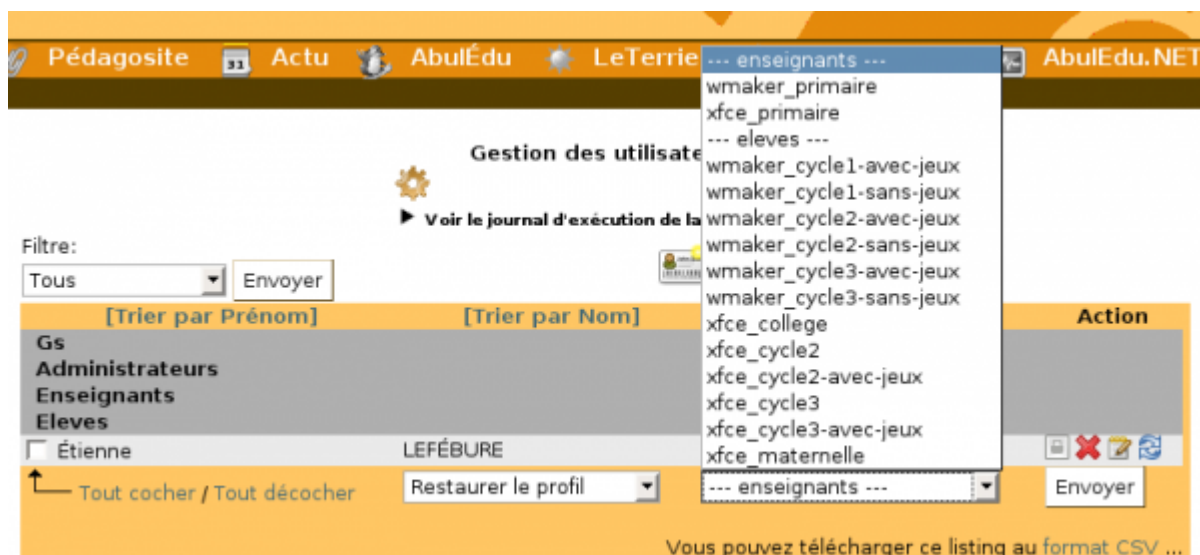 Pédagosite 31 Actu AbulÉdu LeTerrie AbulEdu.NET
--- enseignants ---
wmaker_primaire
xfce_primaire
--- eleves ---
wmaker_cycle1-avec-jeux
wmaker_cycle1-sans-jeux
wmaker_cycle2-avec-jeux
wmaker_cycle2-sans-jeux
wmaker_cycle3-avec-jeux
wmaker_cycle3-sans-jeux
xfce_college
xfce_cycle2
xfce_cycle2-avec-jeux
xfce_cycle3
xfce_cycle3-avec-jeux
xfce_maternelle
Gestion des utilisate
Voir le journal d'exécution de la
Filtre:
Tous Envoyer
[Trier par Prénom] [Trier par Nom] Action
Gs
Administrateurs
Enseignants
Eleves
Étienne LEFÉBURE
Tout cocher / Tout décocher Restaurer le profil --- enseignants --- Envoyer
Vous pouvez télécharger ce listing au format CSV ...